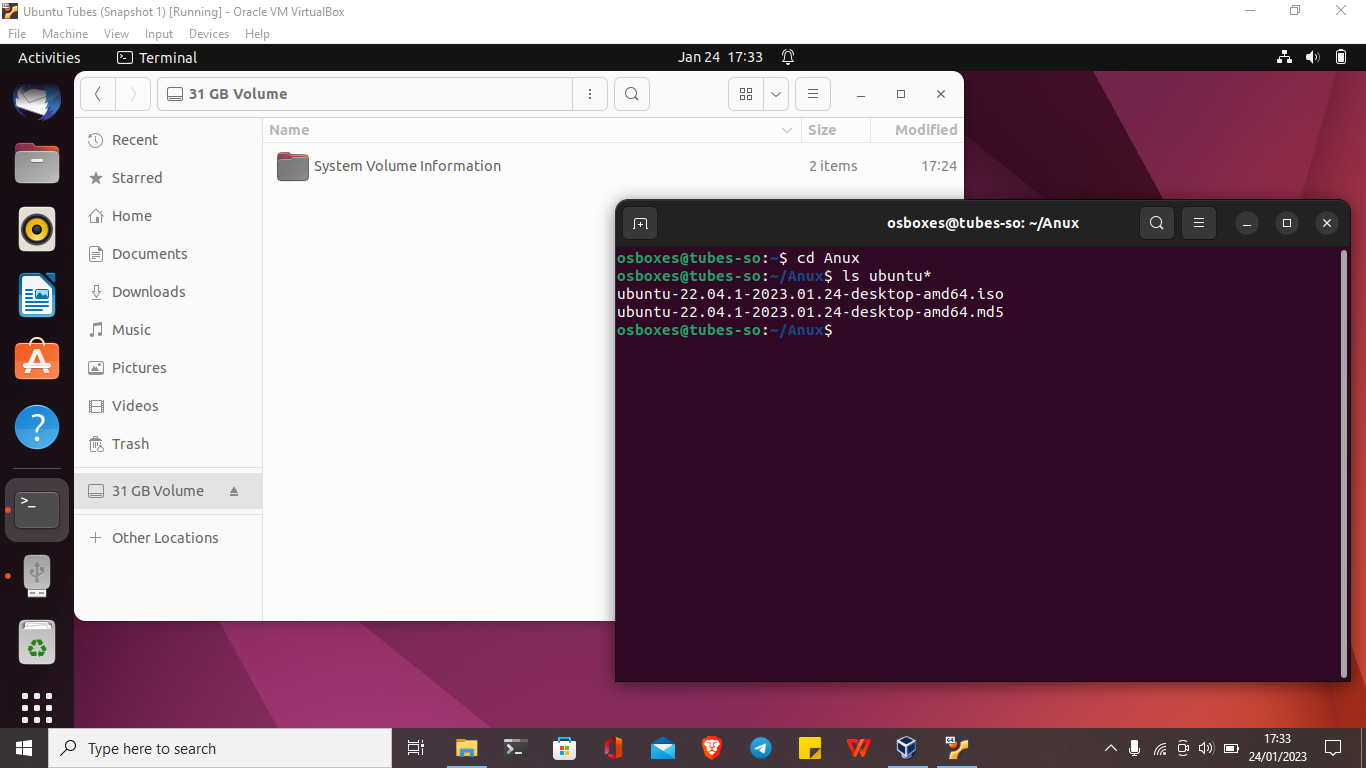 Ubuntu Tubes (Snapshot 1) [Running] - Oracle VM VirtualBox
File Machine View Input Devices Help
Activities Terminal Jan 24 17:33
31 GB Volume
Recent
Starred
Home
Documents
Downloads
Music
Pictures
Videos
Trash
31 GB Volume
+ Other Locations
Name Size Modified
System Volume Information 2 items 17:24
osboxes@tubes-so: ~/Anux
osboxes@tubes-so:~$ cd Anux
osboxes@tubes-so:~/Anux$ ls ubuntu*
ubuntu-22.04.1-2023.01.24-desktop-amd64.iso
ubuntu-22.04.1-2023.01.24-desktop-amd64.md5
osboxes@tubes-so:~/Anux$
Type here to search
17:33
24/01/2023